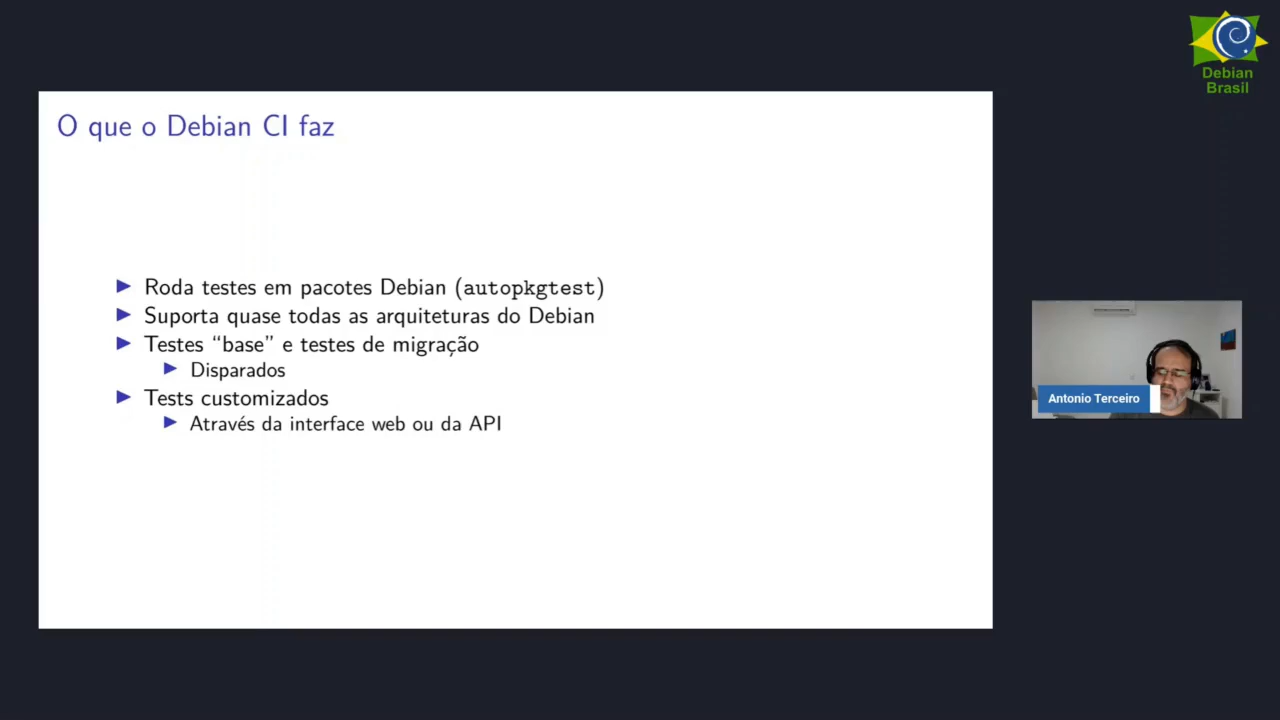 Debian
Brasil
O que o Debian CI faz
Roda testes em pacotes Debian (autopkgtest)
Suporta quase todas as arquiteturas do Debian
Testes “base” e testes de migração
Disparados
Tests customizados
Através da interface web ou da API
Antonio Terceiro